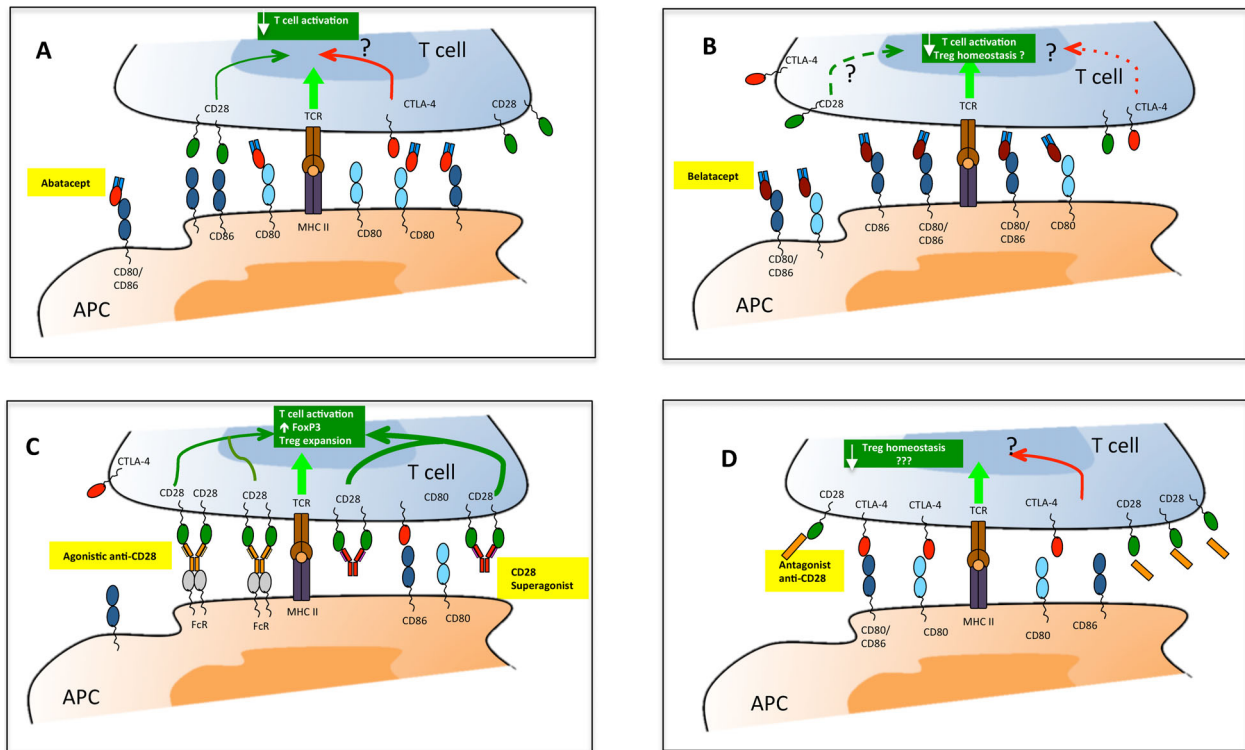 A
T cell activation
?
T cell
CD28
TCR
CTLA-4
CD28
Abatacept
CD86
CD80
MHC II
CD80
CD80
CD80/
CD86
APC
B
T cell activation
Treg homeostasis ?
?
?
T cell
CTLA-4
CD28
TCR
CTLA-4
Belatacept
CD86
CD80/
CD86
CD80/
CD86
CD80
CD80/
CD86
APC
C
T cell activation
FoxP3
Treg expansion
T cell
CTLA-4
CD28
CD28
CD28
TCR
CD28
CD80
CD28
Agonistic anti-CD28
CD28
Superagonist
FcR
FcR
MHC II
CD86
CD80
APC
D
Treg homeostasis
???
?
T cell
CD28
CTLA-4
CTLA-4
TCR
CTLA-4
CD28
CD28
Antagonist
anti-CD28
CD80/
CD86
CD80
MHC II
CD80
CD86
APC